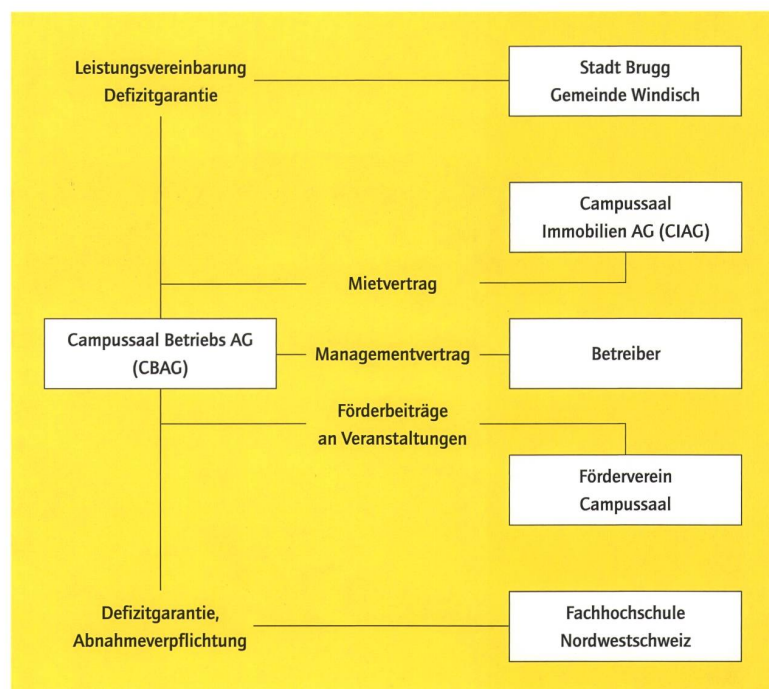 Leistungsvereinbarung
Defizitgarantie
Stadt Brugg
Gemeinde Windisch
Campussaal
Immobilien AG (CIAG)
Mietvertrag
Campussaal Betriebs AG
(CBAG)
Managementvertrag
Betreiber
Förderbeiträge
an Veranstaltungen
Förderverein
Campussaal
Defizitgarantie,
Abnahmeverpflichtung
Fachhochschule
Nordwestschweiz